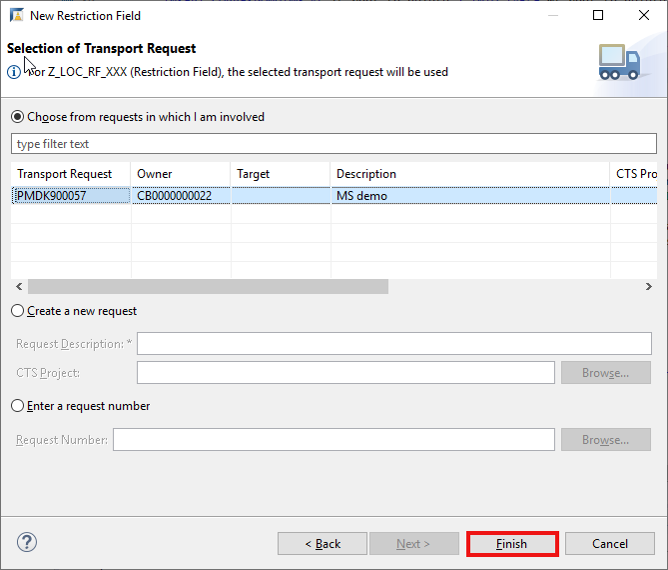 New Restriction Field
Selection of Transport Request
For Z_LOC_RF_XXX (Restriction Field), the selected transport request will be used
Choose from requests in which I am involved
type filter text
Transport Request Owner Target Description CTS Pro
PMDK900057 CB0000000022 MS demo
Create a new request
Request Description: *
CTS Project: Browse...
Enter a request number
Request Number: Browse...
? < Back Next > Finish Cancel